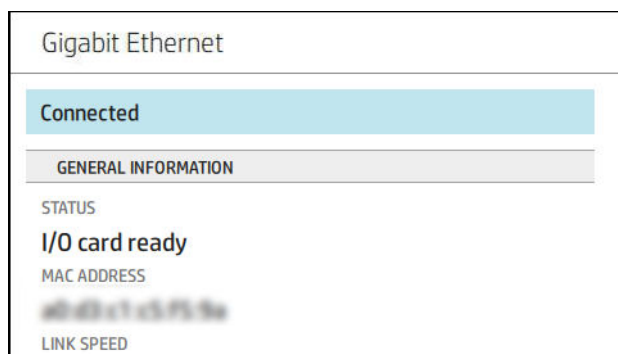 Gigabit Ethernet
Connected
GENERAL INFORMATION
STATUS
I/O card ready
MAC ADDRESS
LINK SPEED